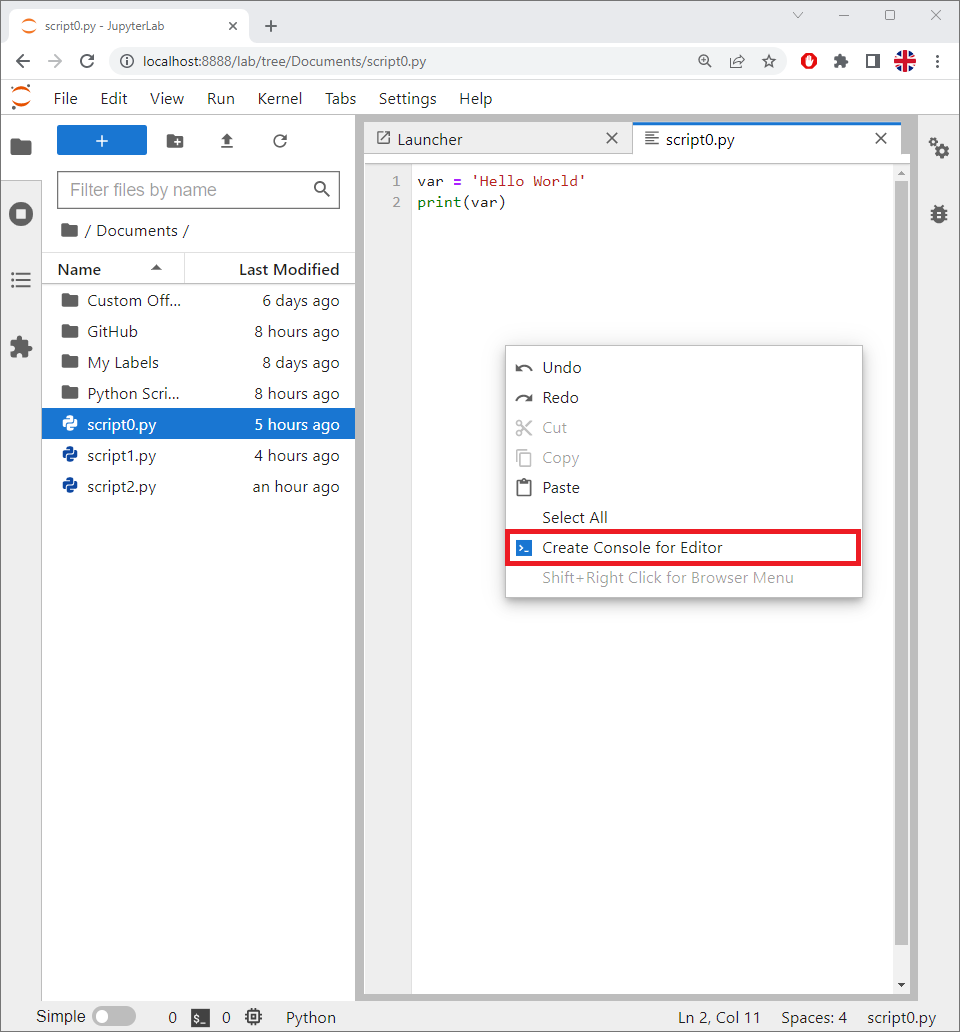 script0.py - JupyterLab
localhost:8888/lab/tree/Documents/script0.py
File Edit View Run Kernel Tabs Settings Help
Launcher
script0.py
Filter files by name
/ Documents /
Name Last Modified
Custom Off... 6 days ago
GitHub 8 hours ago
My Labels 8 days ago
Python Scri... 8 hours ago
script0.py 5 hours ago
script1.py 4 hours ago
script2.py an hour ago
1 var = 'Hello World'
2 print(var)
Undo
Redo
Cut
Copy
Paste
Select All
Create Console for Editor
Shift+Right Click for Browser Menu
Simple 0 $_ 0 Python Ln 2, Col 11 Spaces: 4 script0.py